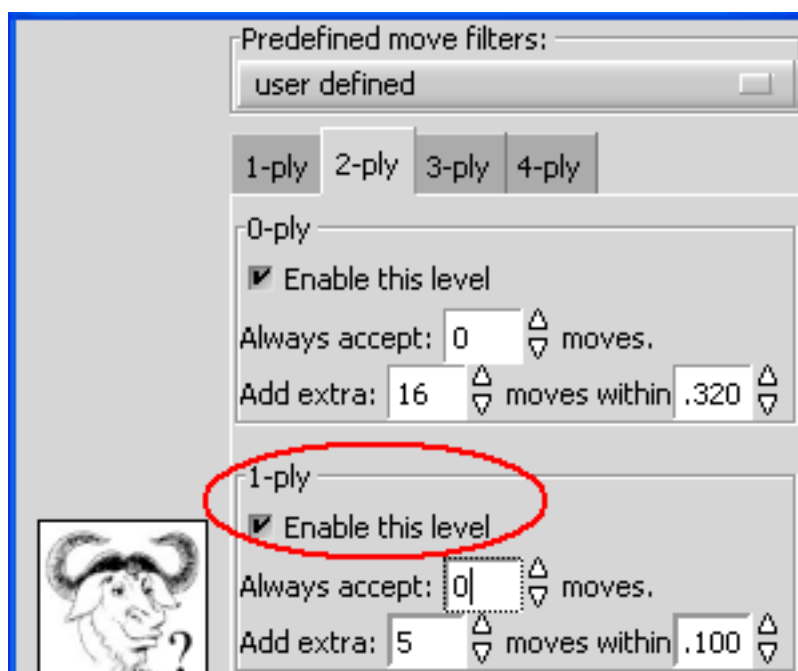 Predefined move filters:
user defined
1-ply 2-ply 3-ply 4-ply
0-ply
Enable this level
Always accept: 0 moves.
Add extra: 16 moves within .320
1-ply
Enable this level
Always accept: 0 moves.
Add extra: 5 moves within .100
?